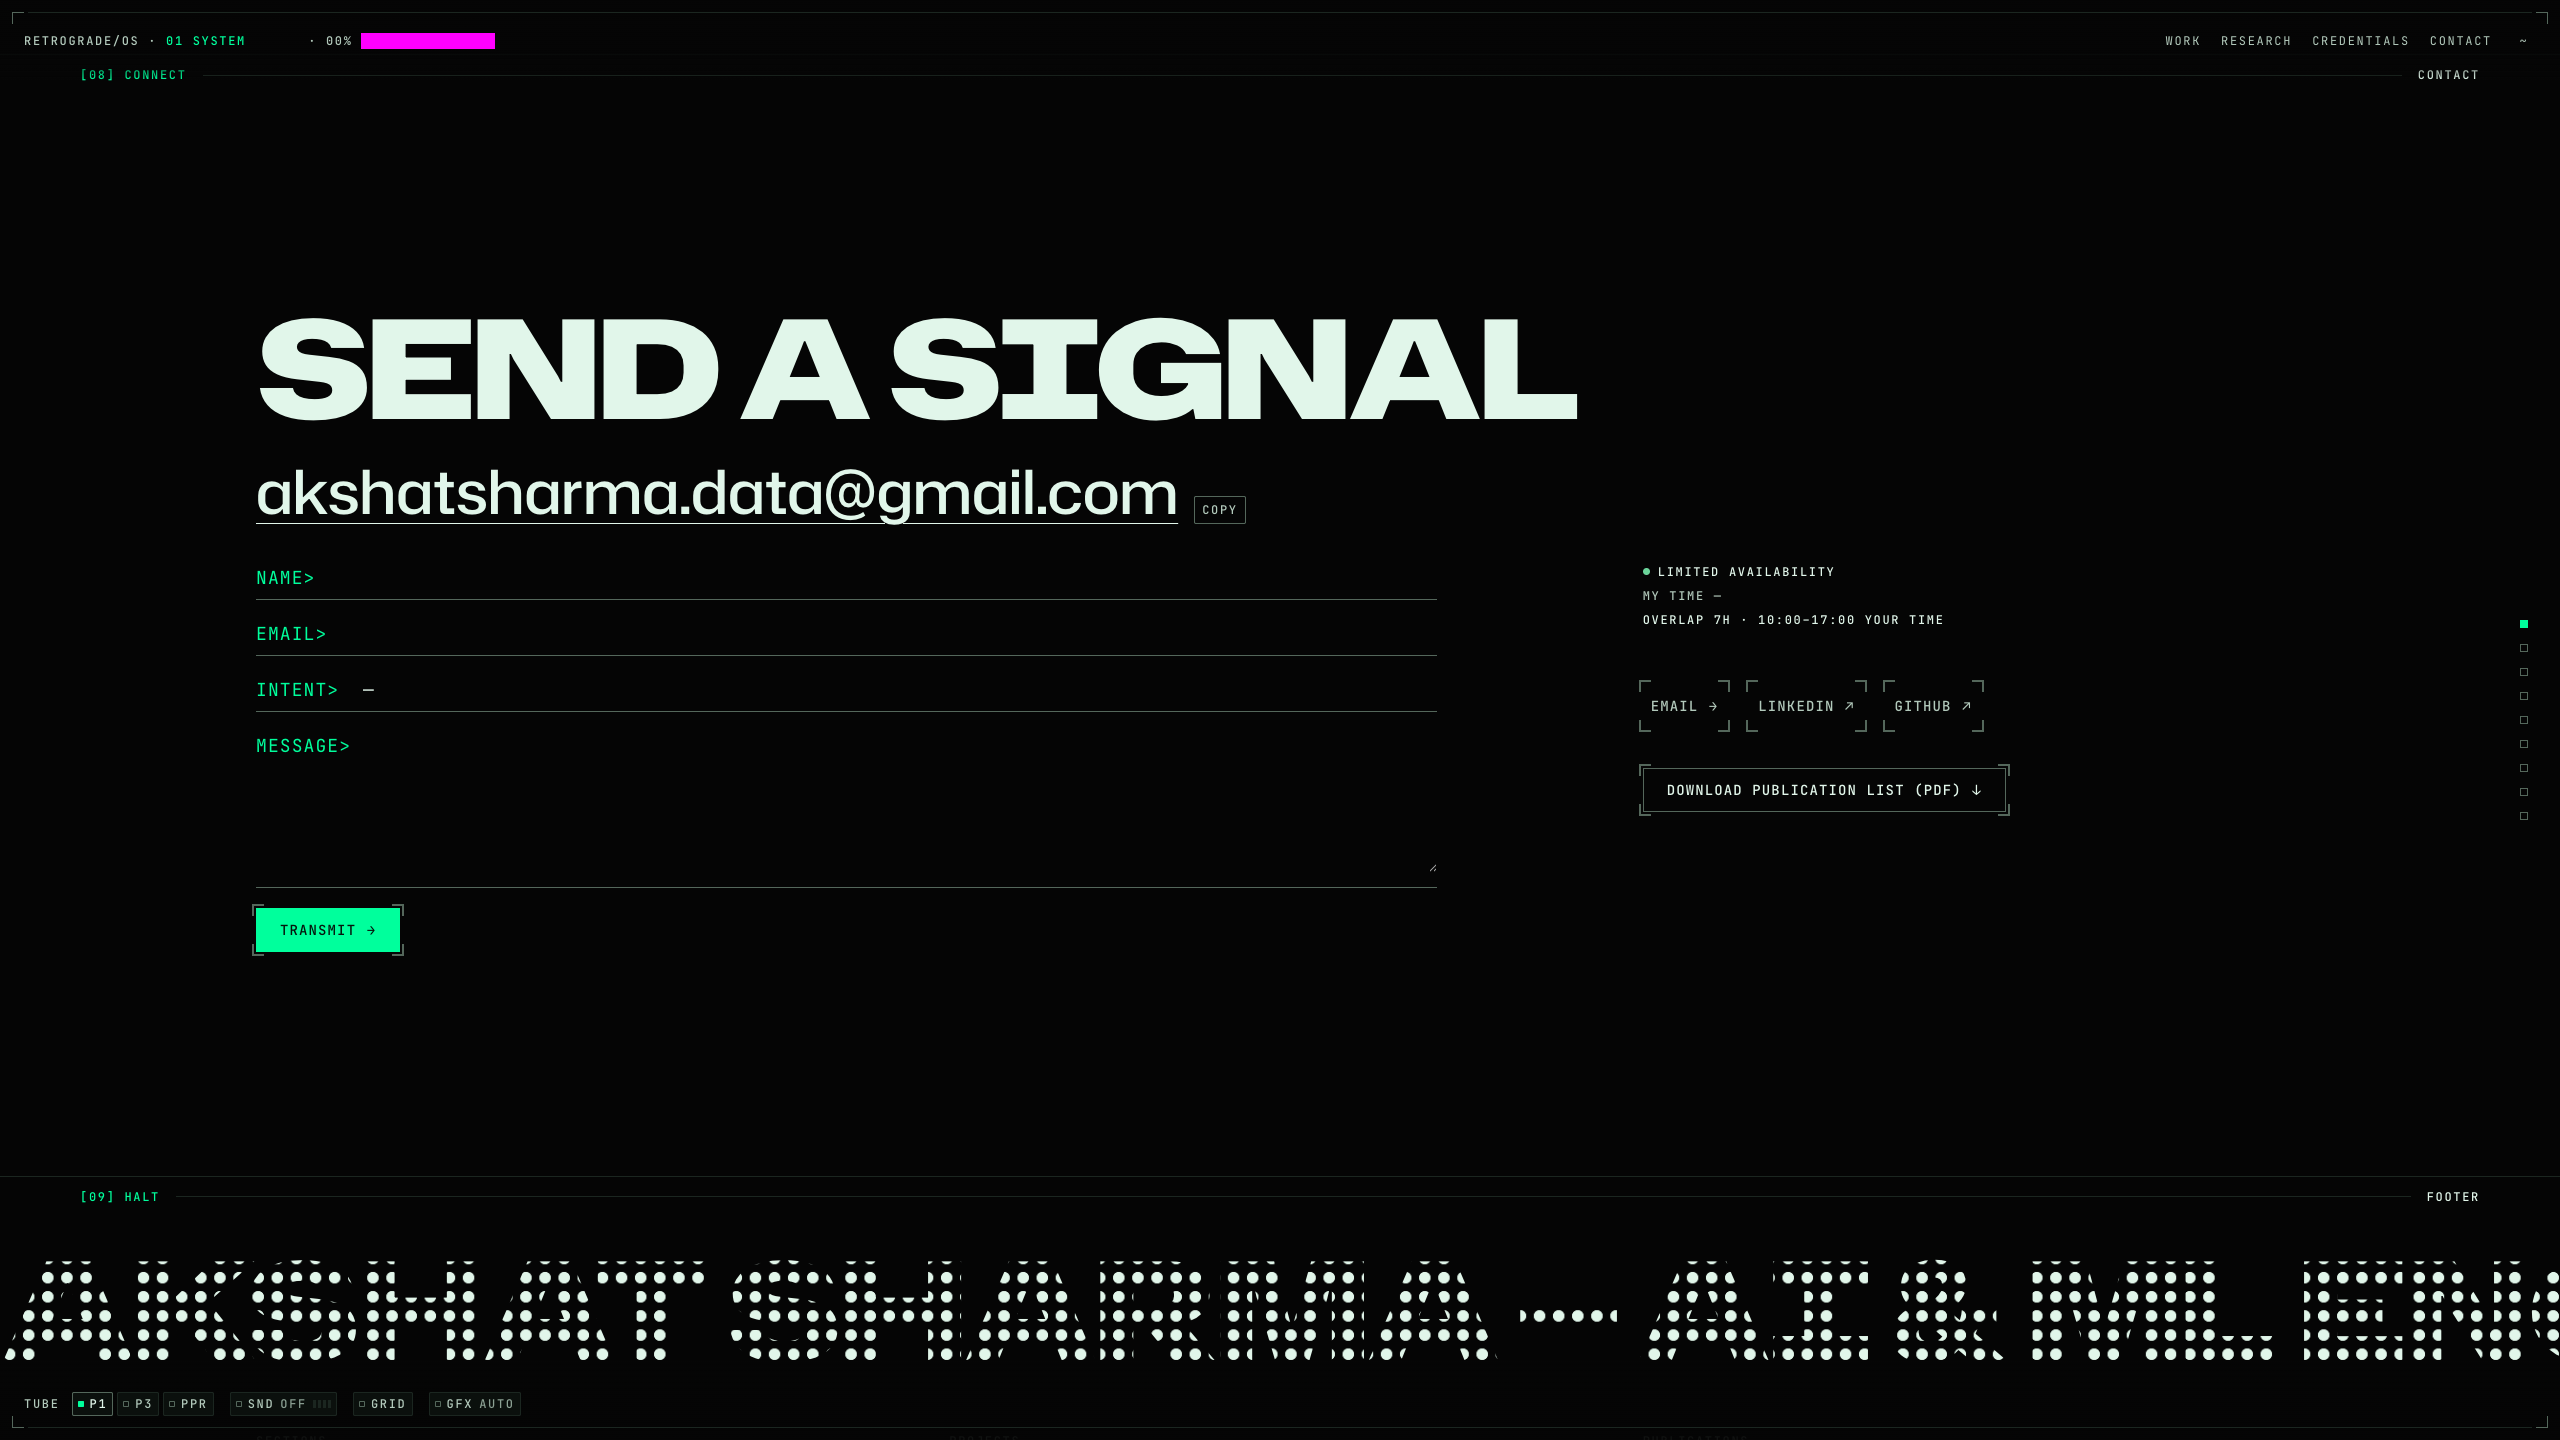 RETROGRADE/OS · 01 SYSTEM · 00%
WORK RESEARCH CREDENTIALS CONTACT ~
[08] CONNECT CONTACT
SEND A SIGNAL
akshatsharma.data@gmail.com COPY
NAME>
EMAIL>
INTENT> —
MESSAGE>
TRANSMIT →
LIMITED AVAILABILITY
MY TIME —
OVERLAP 7H · 10:00–17:00 YOUR TIME
EMAIL → LINKEDIN ↗ GITHUB ↗
DOWNLOAD PUBLICATION LIST (PDF) ↓
[09] HALT FOOTER
AKSHAT SHARMA — AI & ML ENG
TUBE P1 P3 PPR SND OFF GRID GFX AUTO